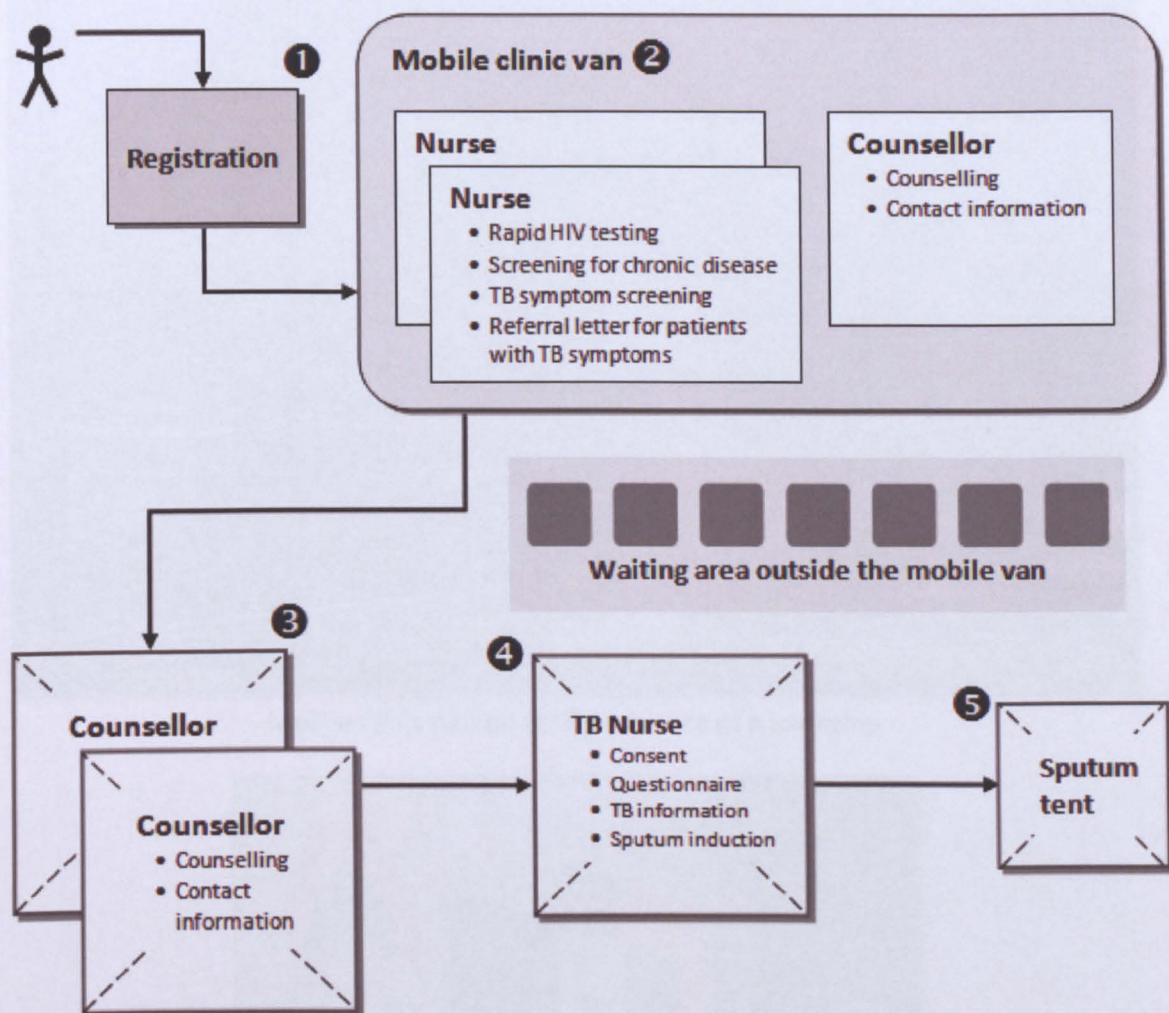 ❶
Registration
Mobile clinic van ❷
Nurse
Nurse
• Rapid HIV testing
• Screening for chronic disease
• TB symptom screening
• Referral letter for patients
with TB symptoms
Counsellor
• Counselling
• Contact information
Waiting area outside the mobile van
❸
Counsellor
Counsellor
• Counselling
• Contact
information
❹
TB Nurse
• Consent
• Questionnaire
• TB information
• Sputum induction
❺
Sputum
tent